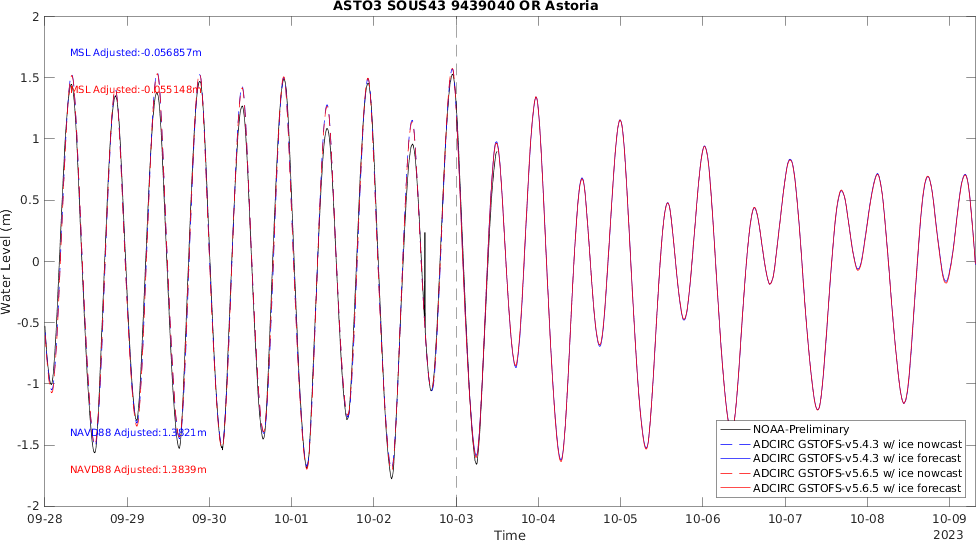 ASTO3 SOUS43 9439040 OR Astoria
2
1.5
1
0.5
0
-0.5
-1
-1.5
-2
Water Level (m)
MSL Adjusted:-0.056857m
MSL Adjusted:-0.055148m
NAVD88 Adjusted:1.3821m
NAVD88 Adjusted:1.3839m
NOAA-Preliminary
ADCIRC GSTOFS-v5.4.3 w/ ice nowcast
ADCIRC GSTOFS-v5.4.3 w/ ice forecast
ADCIRC GSTOFS-v5.6.5 w/ ice nowcast
ADCIRC GSTOFS-v5.6.5 w/ ice forecast
09-28 09-29 09-30 10-01 10-02 10-03 10-04 10-05 10-06 10-07 10-08 10-09
Time
2023